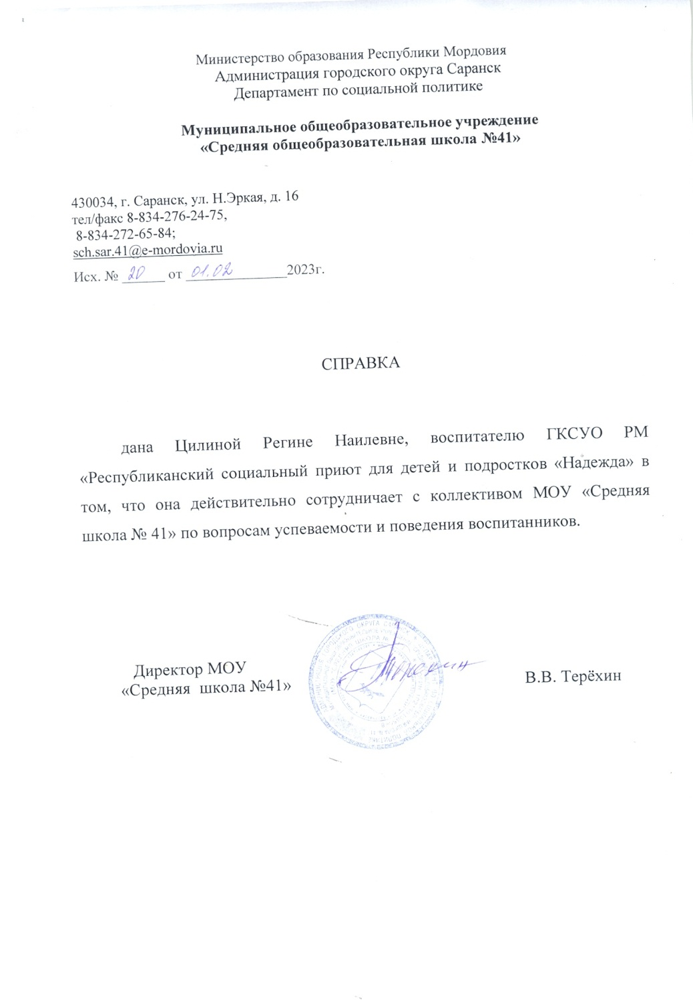 Министерство образования Республики Мордовия
Администрация городского округа Саранск
Департамент по социальной политике
Муниципальное общеобразовательное учреждение
«Средняя общеобразовательная школа №41»
430034, г. Саранск, ул. Н.Эркая, д. 16
тел/факс 8-834-276-24-75,
8-834-272-65-84;
sch.sar.41@e-mordovia.ru
Исх. № 20 от 01.02 2023г.
СПРАВКА
дана Цилиной Регине Наилевне, воспитателю ГКСУО РМ
«Республиканский социальный приют для детей и подростков «Надежда» в
том, что она действительно сотрудничает с коллективом МОУ «Средняя
школа № 41» по вопросам успеваемости и поведения воспитанников.
Директор МОУ
«Средняя школа №41»
В.В. Терёхин